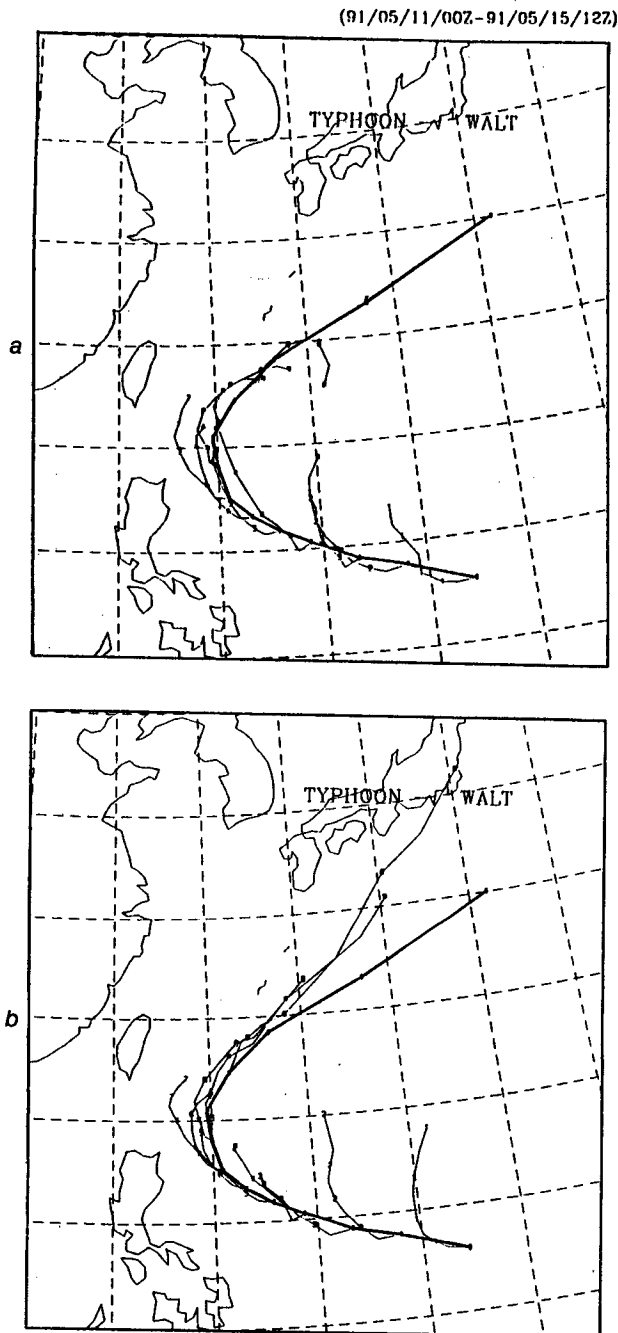 (91/05/11/00Z-91/05/15/12Z)
TYPHOON — WALT
a
TYPHOON — WALT
b